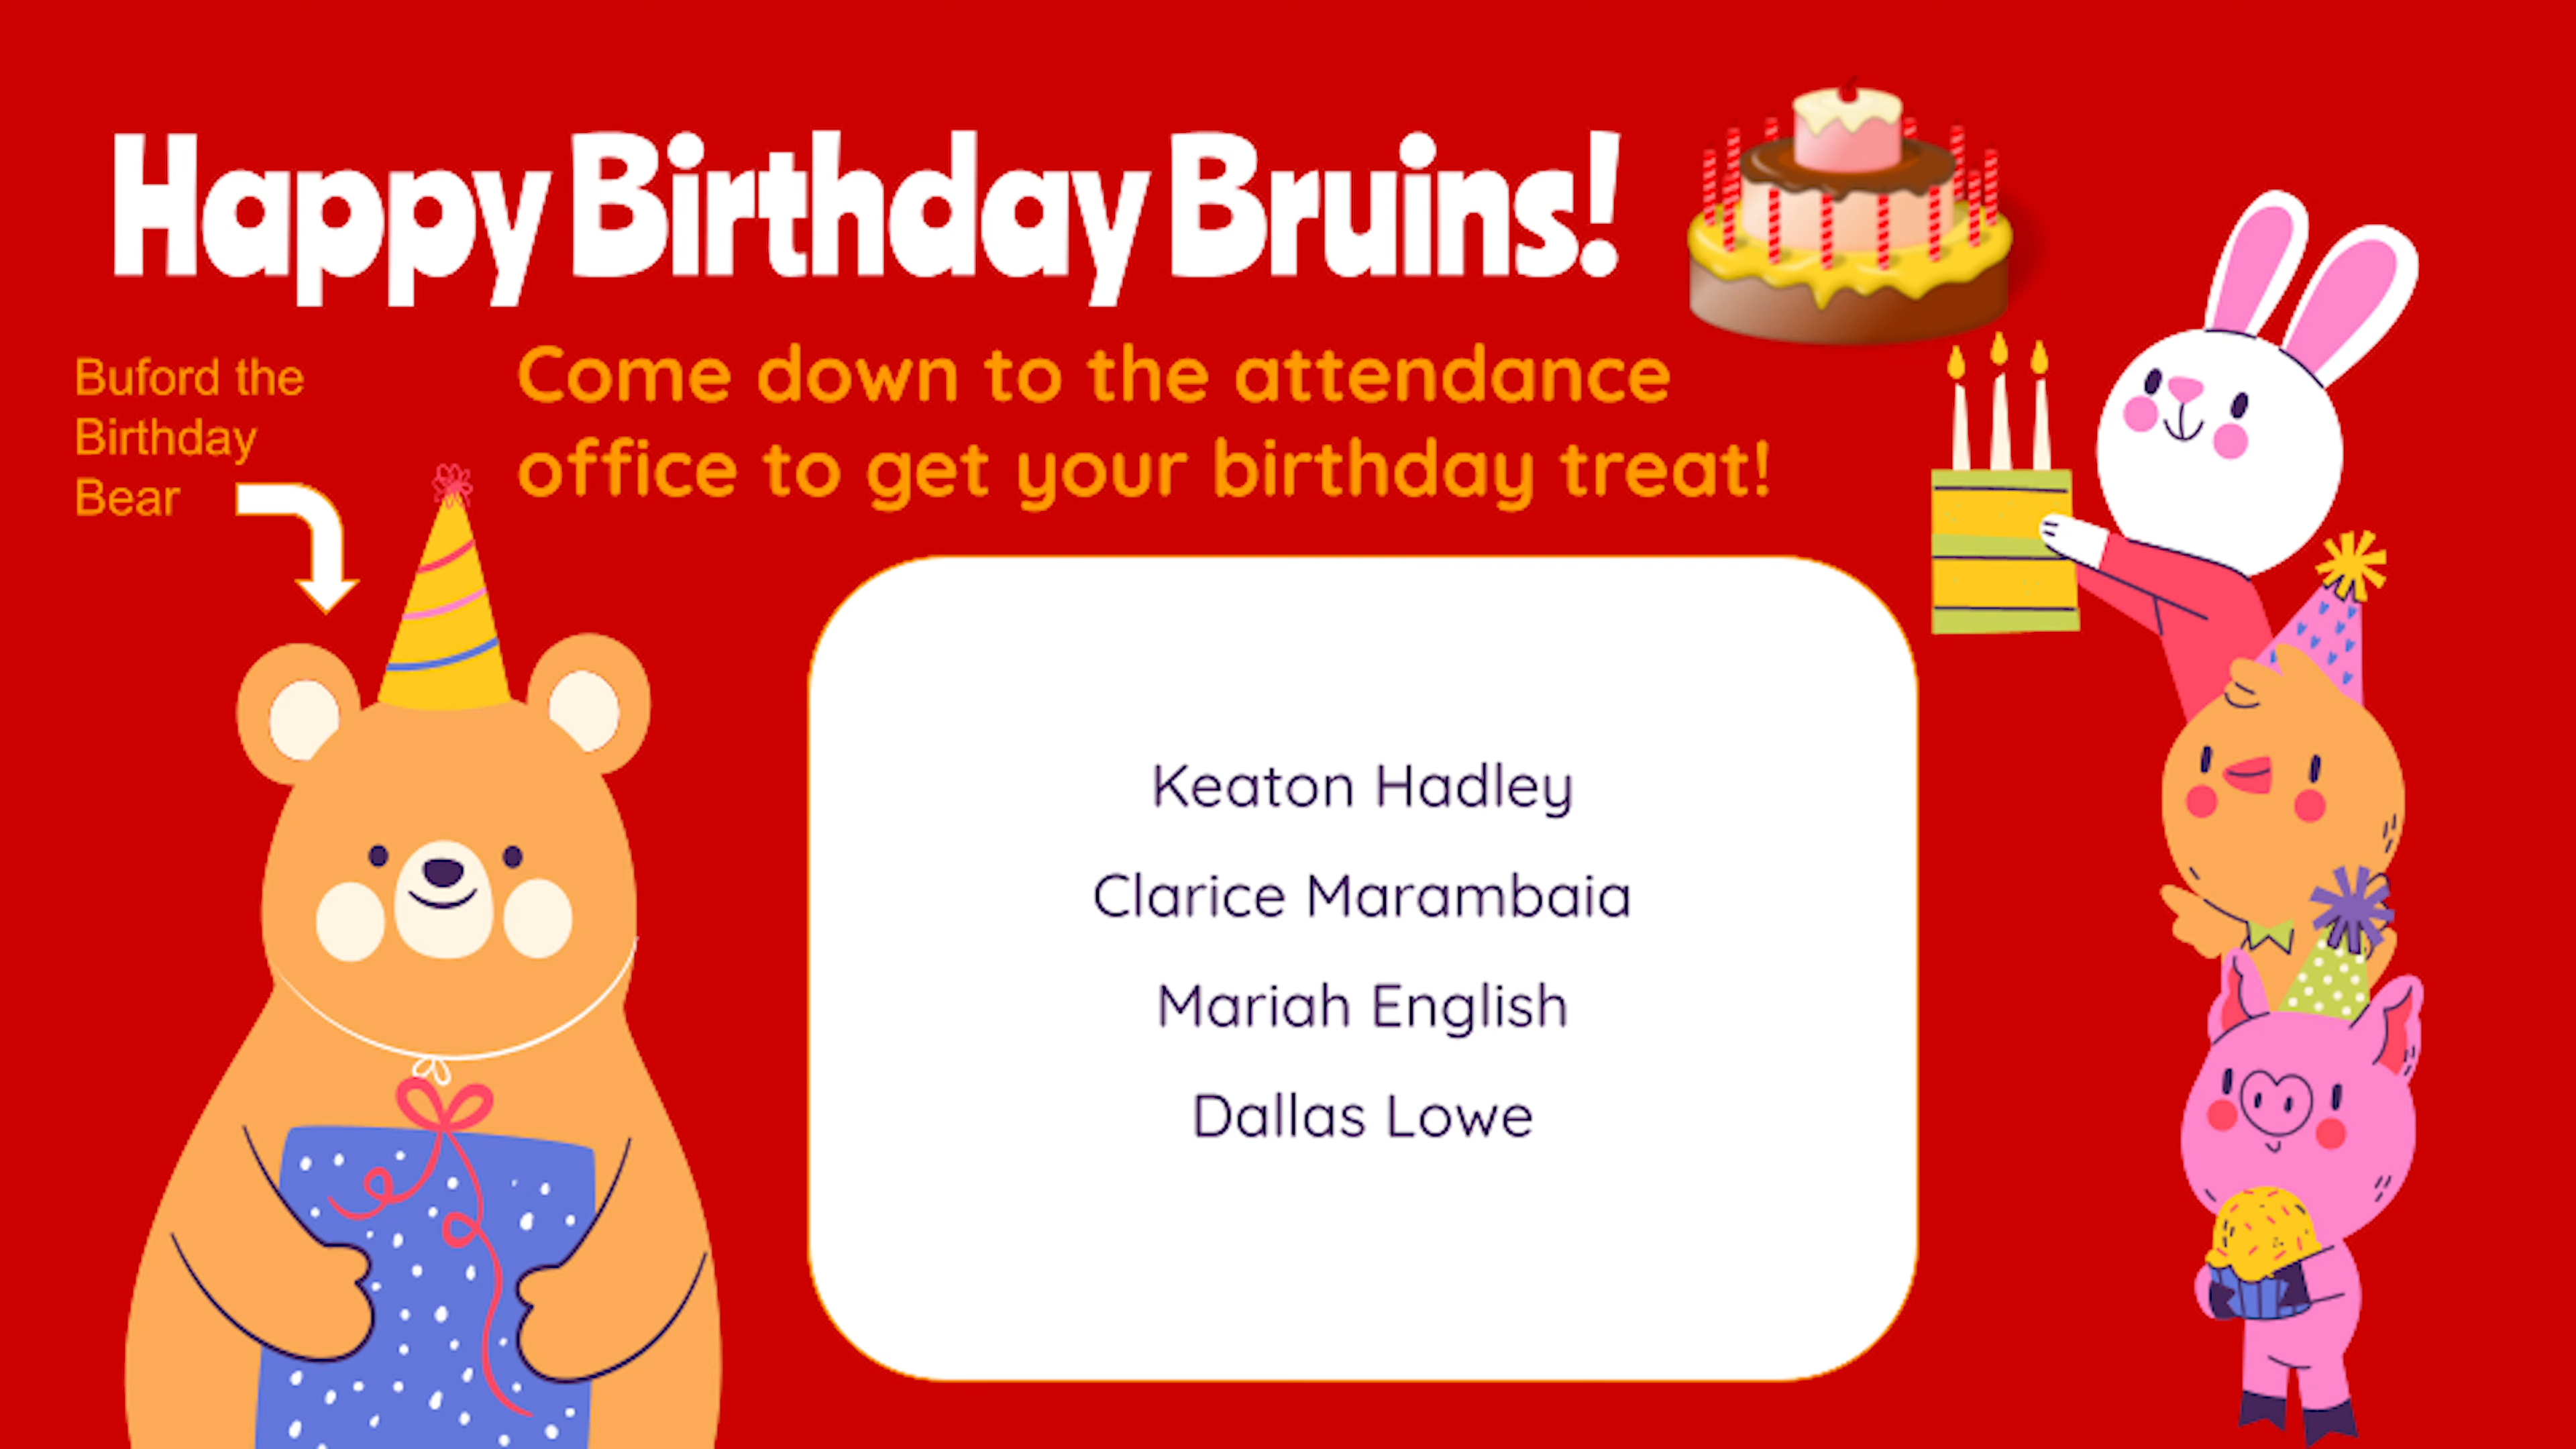 Happy Birthday Bruins!
Buford the
Birthday
Bear
Come down to the attendance
office to get your birthday treat!
Keaton Hadley
Clarice Marambaia
Mariah English
Dallas Lowe